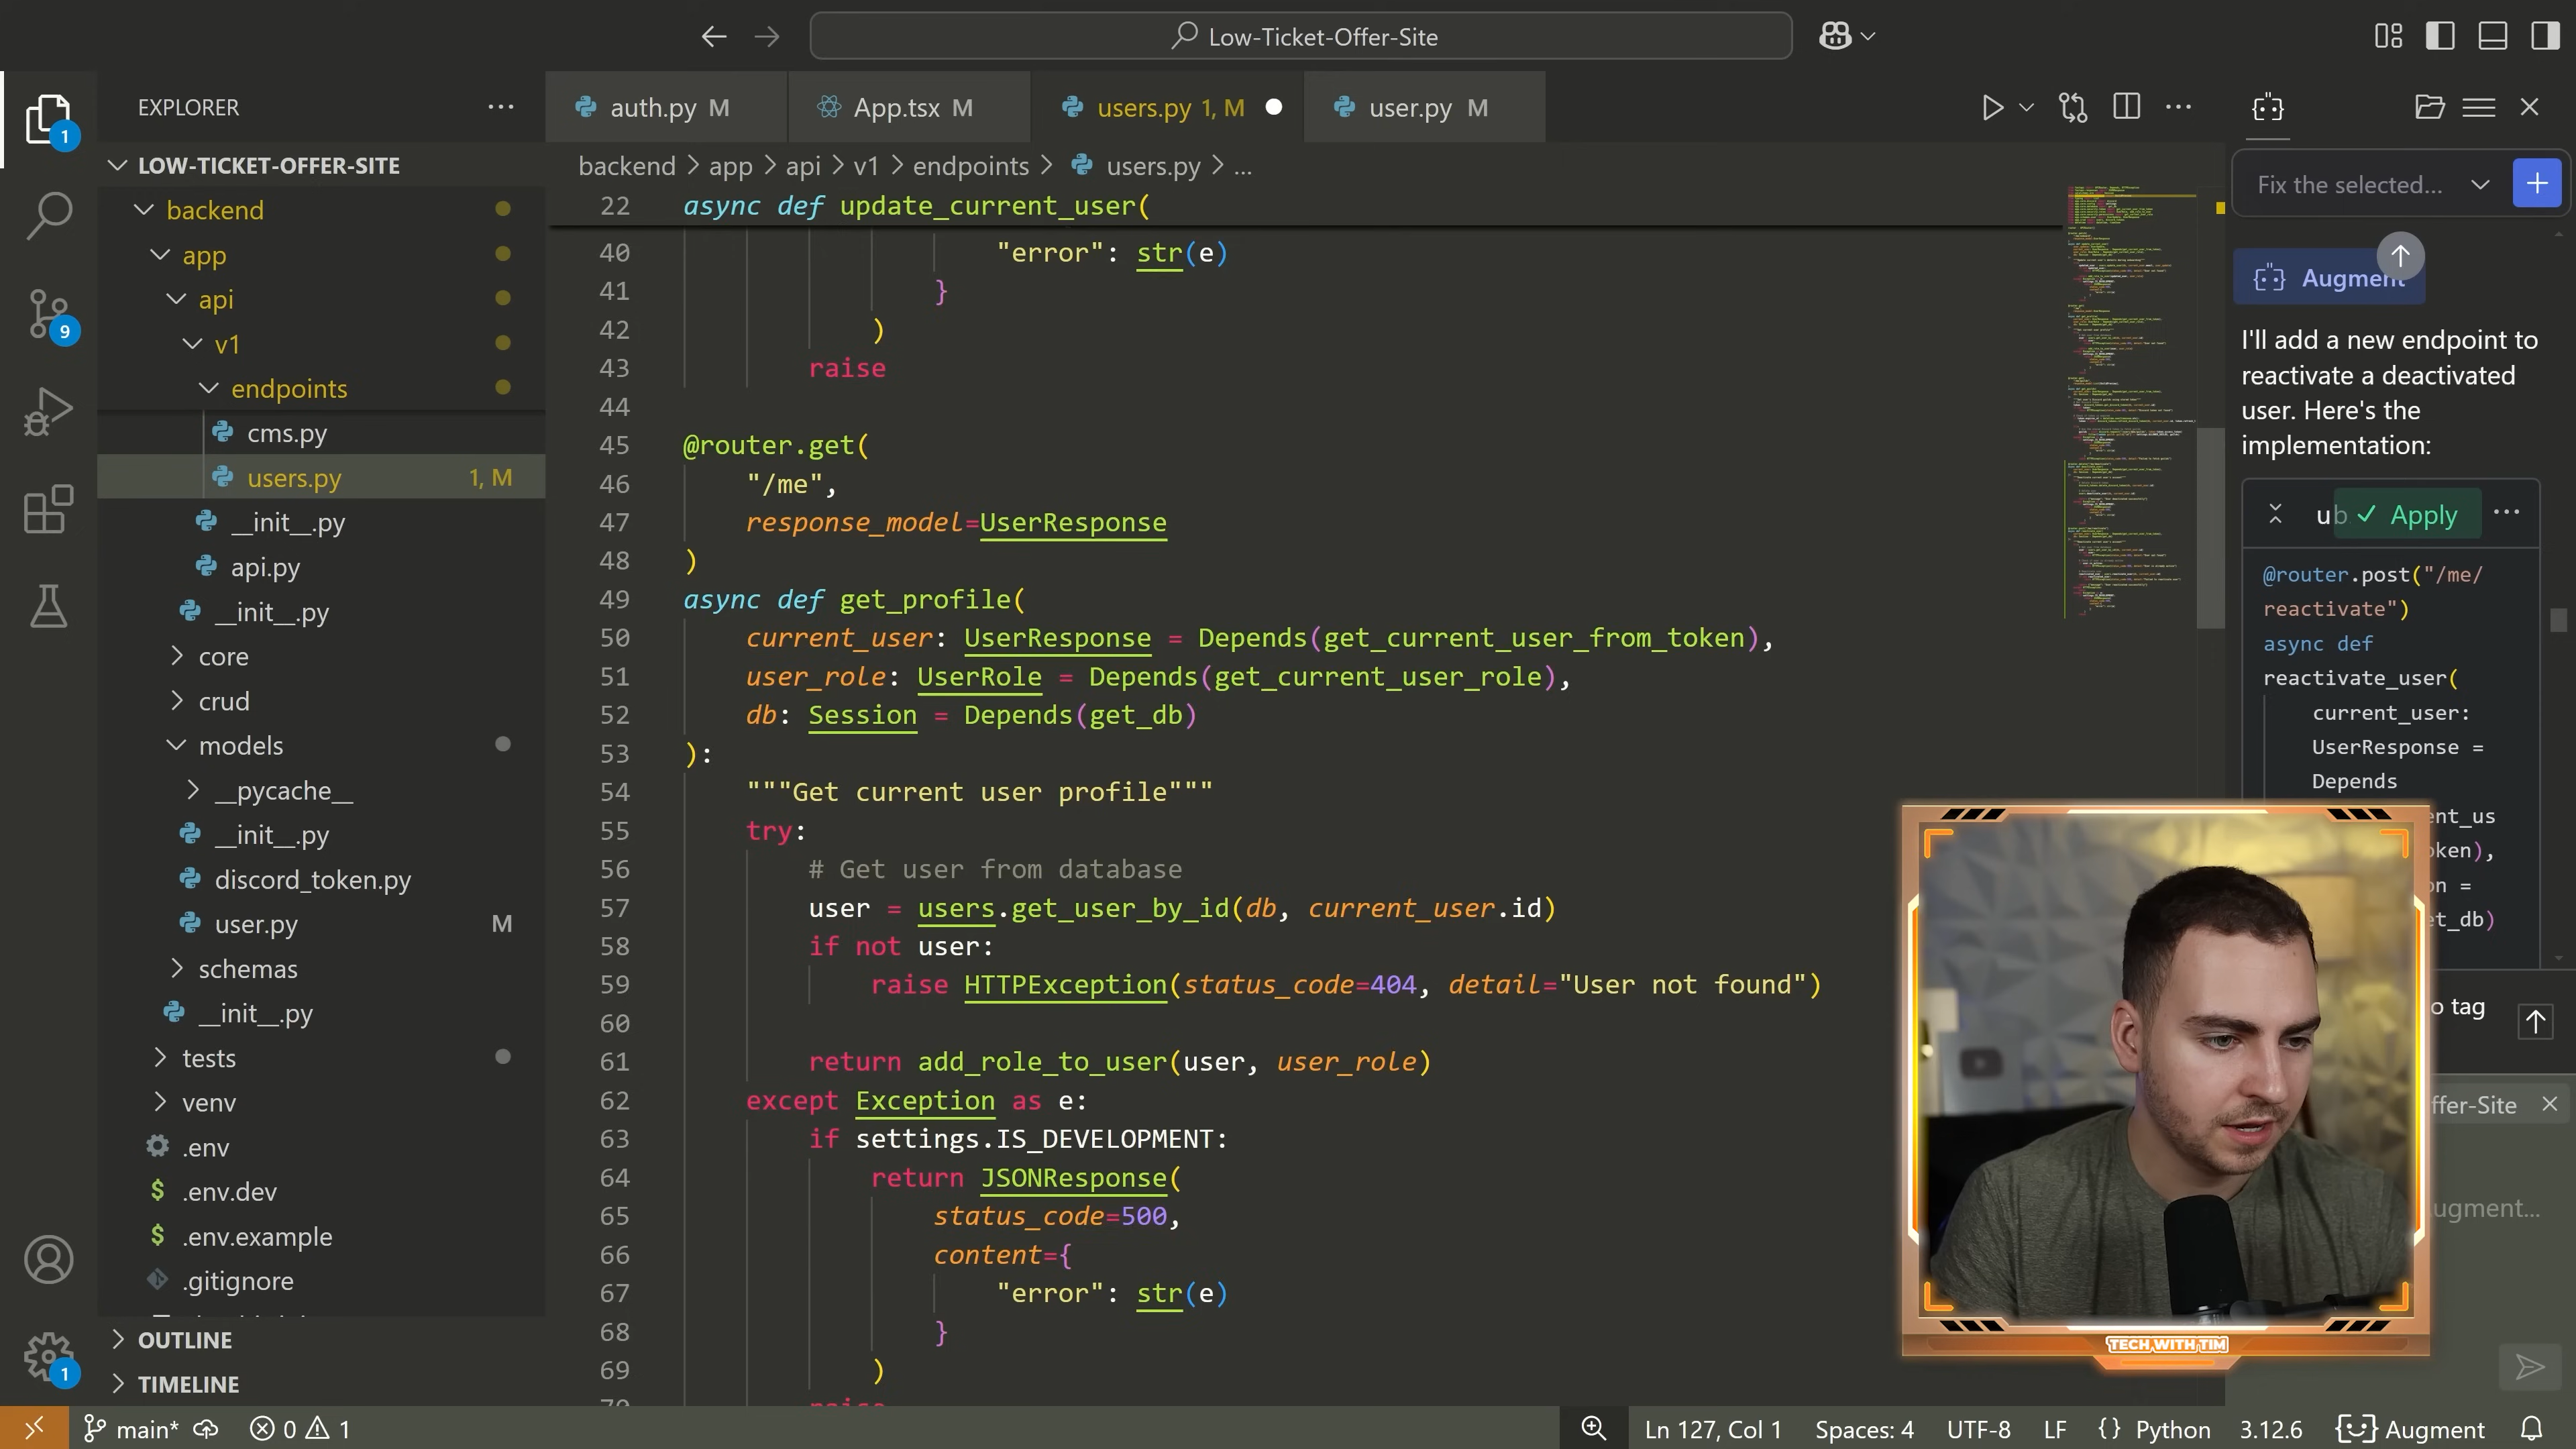 Low-Ticket-Offer-Site
EXPLORER
LOW-TICKET-OFFER-SITE
backend
app
api
v1
endpoints
cms.py
users.py 1, M
__init__.py
api.py
__init__.py
core
crud
models
__pycache__
__init__.py
discord_token.py
user.py M
schemas
__init__.py
tests
venv
.env
.env.dev
.env.example
.gitignore
OUTLINE
TIMELINE
1
9
1
auth.py M
App.tsx M
users.py 1, M
user.py M
backend > app > api > v1 > endpoints > users.py > ...
22 async def update_current_user(
40 "error": str(e)
41 }
42 )
43 raise
44
45 @router.get(
46 "/me",
47 response_model=UserResponse
48 )
49 async def get_profile(
50 current_user: UserResponse = Depends(get_current_user_from_token),
51 user_role: UserRole = Depends(get_current_user_role),
52 db: Session = Depends(get_db)
53 ):
54 """Get current user profile"""
55 try:
56 # Get user from database
57 user = users.get_user_by_id(db, current_user.id)
58 if not user:
59 raise HTTPException(status_code=404, detail="User not found")
60
61 return add_role_to_user(user, user_role)
62 except Exception as e:
63 if settings.IS_DEVELOPMENT:
64 return JSONResponse(
65 status_code=500,
66 content={
67 "error": str(e)
68 }
69 )
Fix the selected...
Augment
I'll add a new endpoint to
reactivate a deactivated
user. Here's the
implementation:
Apply
@router.post("/me/
reactivate")
async def
reactivate_user(
current_user:
UserResponse =
Depends
ent_us
oken),
on =
et_db)
o tag
ffer-Site
ugment...
TECH WITH TIM
main* 0 1
Ln 127, Col 1 Spaces: 4 UTF-8 LF {} Python 3.12.6 Augment